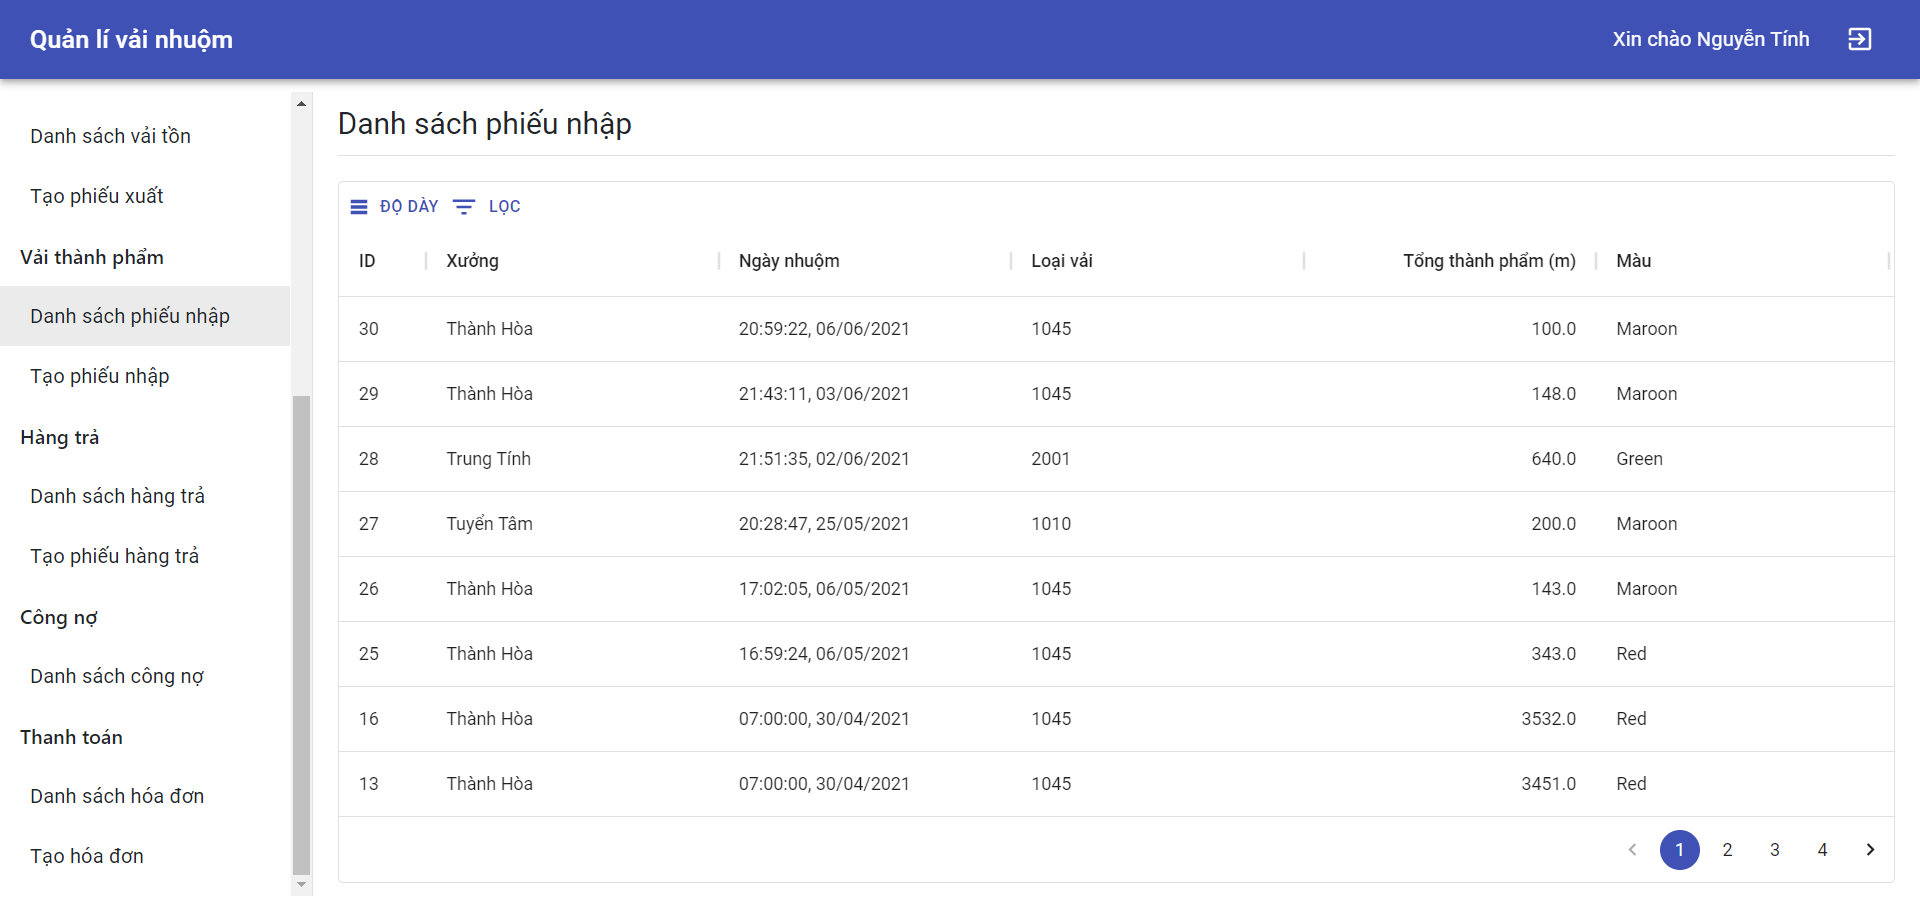 Quản lí vải nhuộm
Xin chào Nguyễn Tính
Danh sách vải tồn
Tạo phiếu xuất
Vải thành phẩm
Danh sách phiếu nhập
Tạo phiếu nhập
Hàng trả
Danh sách hàng trả
Tạo phiếu hàng trả
Công nợ
Danh sách công nợ
Thanh toán
Danh sách hóa đơn
Tạo hóa đơn
Danh sách phiếu nhập
ĐỘ DÀY LỌC
ID Xưởng Ngày nhuộm Loại vải Tổng thành phẩm (m) Màu
30 Thành Hòa 20:59:22, 06/06/2021 1045 100.0 Maroon
29 Thành Hòa 21:43:11, 03/06/2021 1045 148.0 Maroon
28 Trung Tính 21:51:35, 02/06/2021 2001 640.0 Green
27 Tuyển Tâm 20:28:47, 25/05/2021 1010 200.0 Maroon
26 Thành Hòa 17:02:05, 06/05/2021 1045 143.0 Maroon
25 Thành Hòa 16:59:24, 06/05/2021 1045 343.0 Red
16 Thành Hòa 07:00:00, 30/04/2021 1045 3532.0 Red
13 Thành Hòa 07:00:00, 30/04/2021 1045 3451.0 Red
1 2 3 4